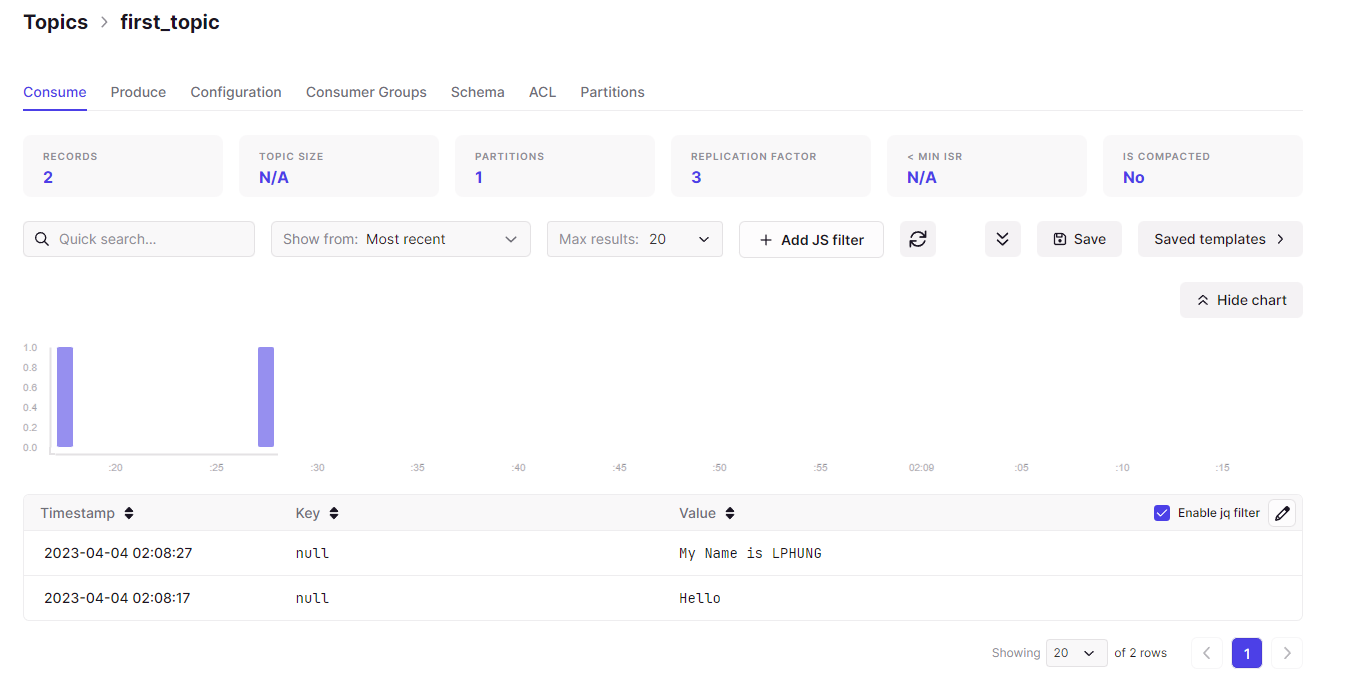 Topics > first_topic
Consume Produce Configuration Consumer Groups Schema ACL Partitions
RECORDS TOPIC SIZE PARTITIONS REPLICATION FACTOR < MIN ISR IS COMPACTED
2 N/A 1 3 N/A No
Quick search... Show from: Most recent Max results: 20 + Add JS filter Save Saved templates >
Hide chart
1.0
0.8
0.6
0.4
0.2
0.0
:20 :25 :30 :35 :40 :45 :50 :55 02:09 :05 :10 :15
Timestamp Key Value Enable jq filter
2023-04-04 02:08:27 null My Name is LPHUNG
2023-04-04 02:08:17 null Hello
Showing 20 of 2 rows < 1 >